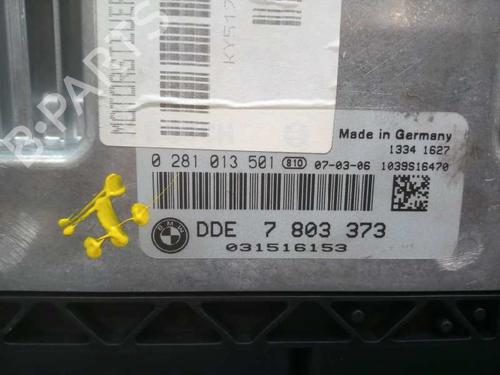 B-PARTS
MOTORSTEUER
KY517
Made in Germany
1334 1627
0 281 013 501 810 07-03-06 1039S16470
BMW
DDE 7 803 373
031516153